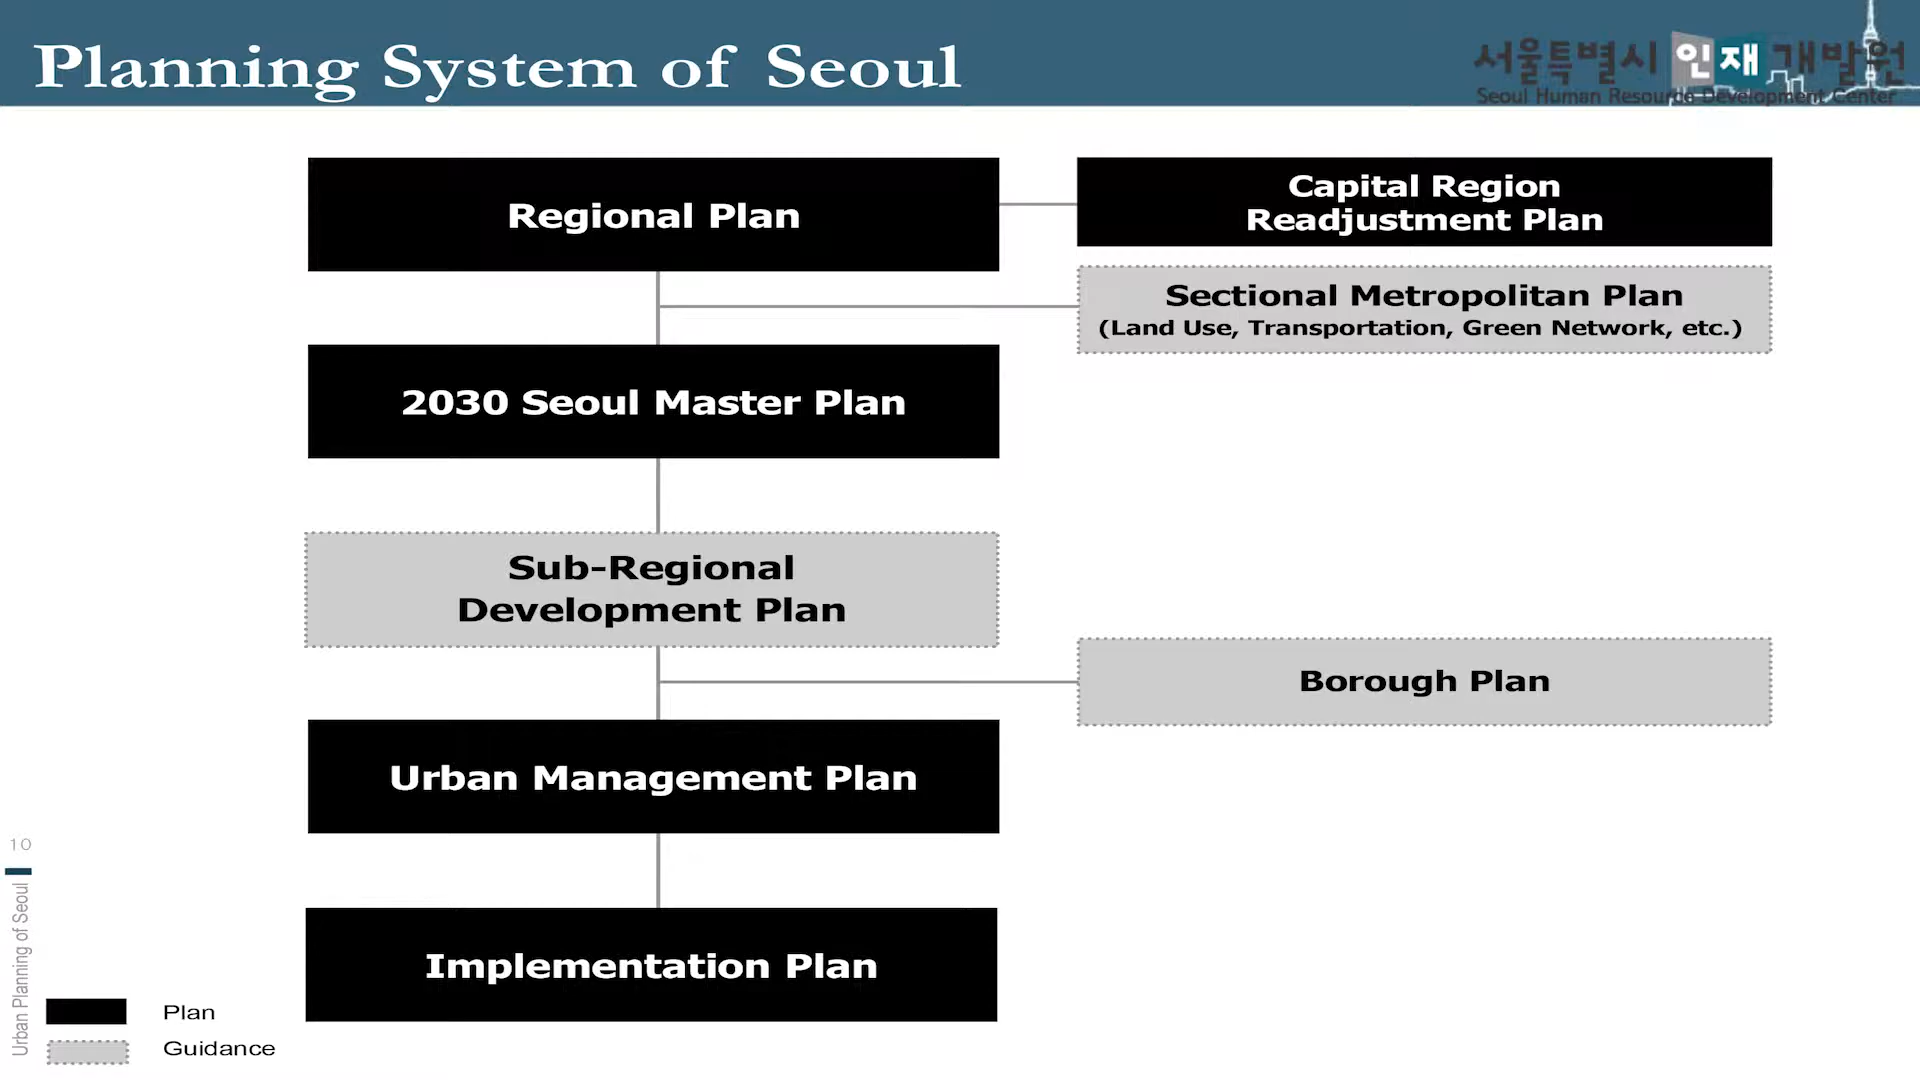 Planning System of Seoul
서울특별시 인재개발원
Seoul Human Resource Development Center
Regional Plan
Capital Region
Readjustment Plan
Sectional Metropolitan Plan
(Land Use, Transportation, Green Network, etc.)
2030 Seoul Master Plan
Sub-Regional
Development Plan
Borough Plan
Urban Management Plan
Implementation Plan
10
Urban Planning of Seoul
Plan
Guidance